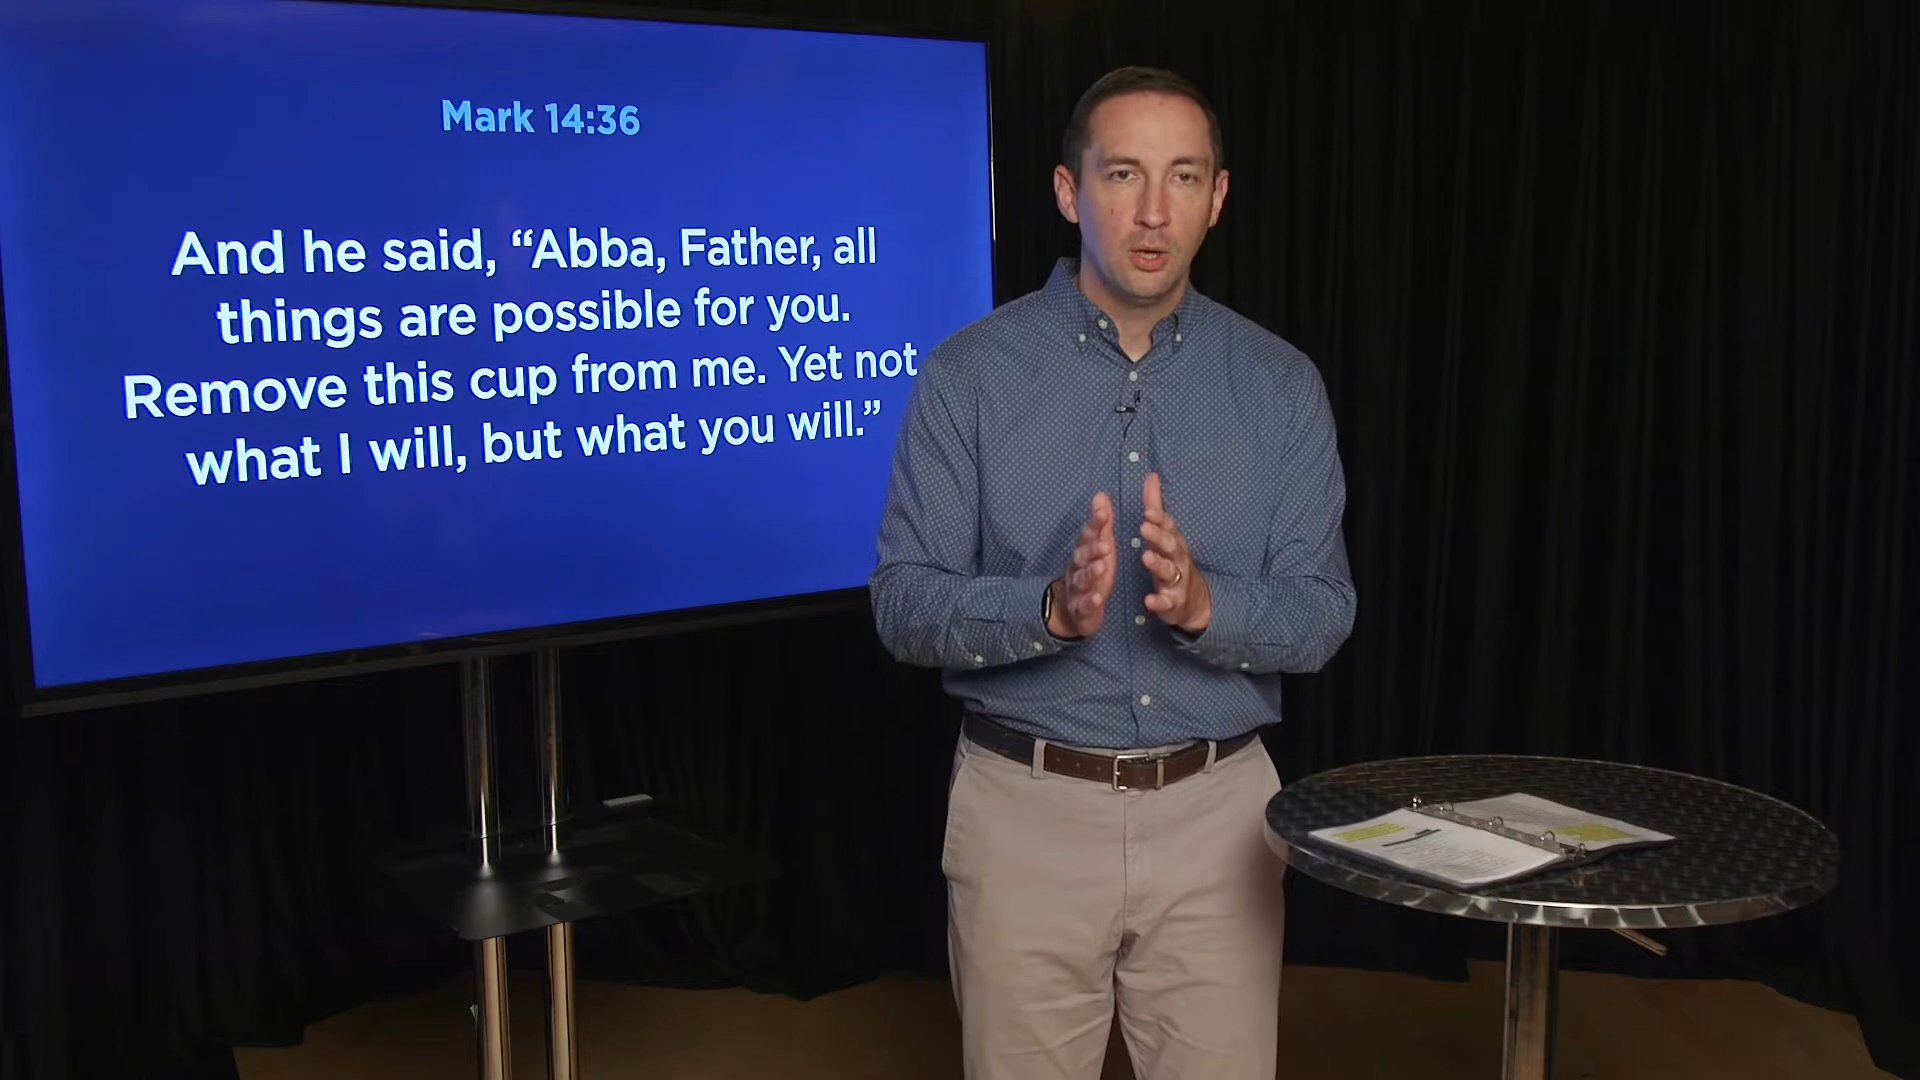 Mark 14:36
And he said, “Abba, Father, all
things are possible for you.
Remove this cup from me. Yet not
what I will, but what you will.”